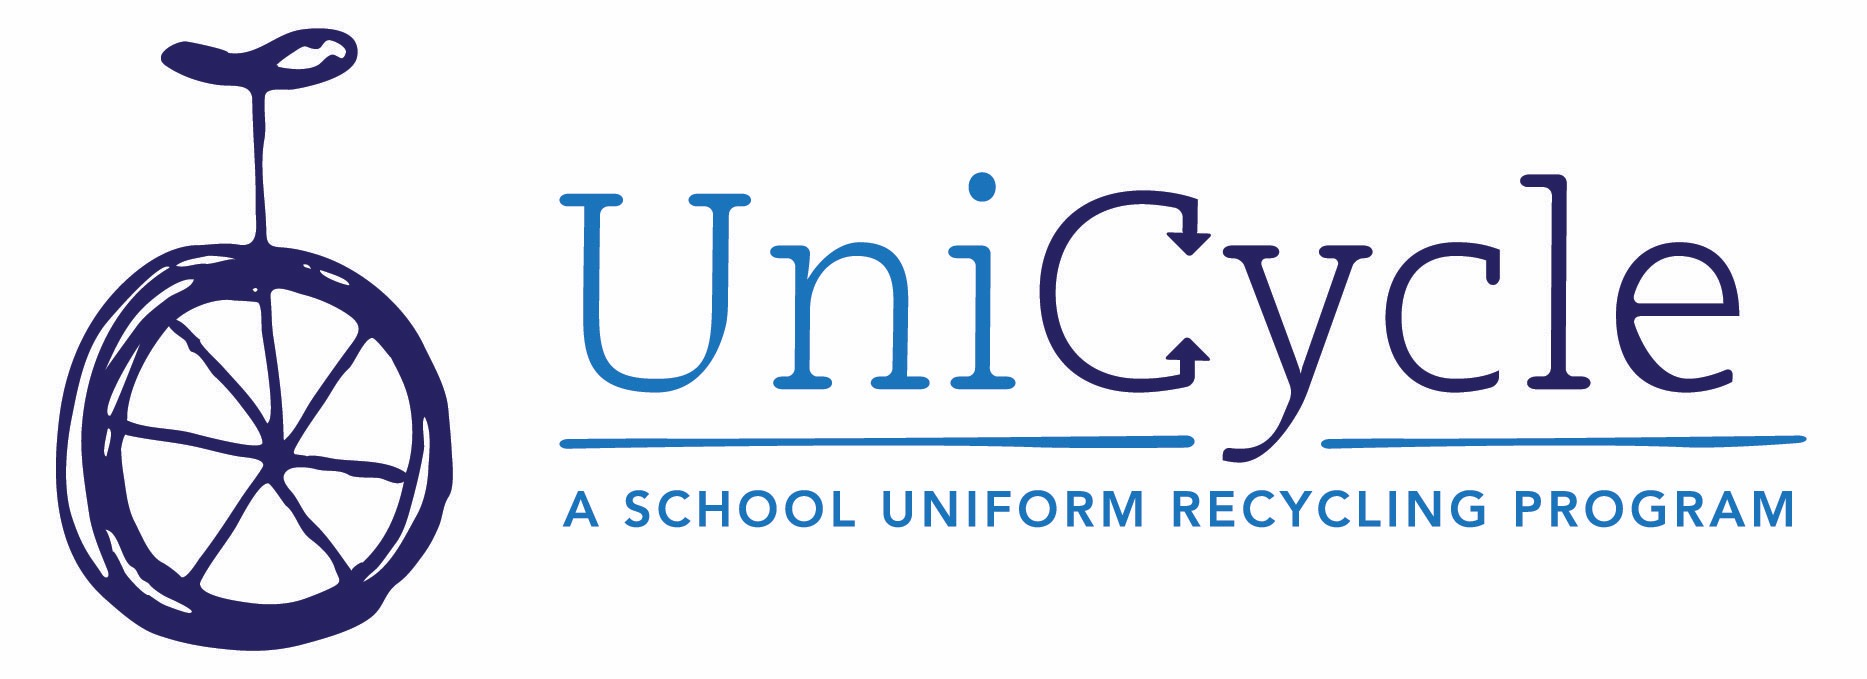 UniCycle
A SCHOOL UNIFORM RECYCLING PROGRAM